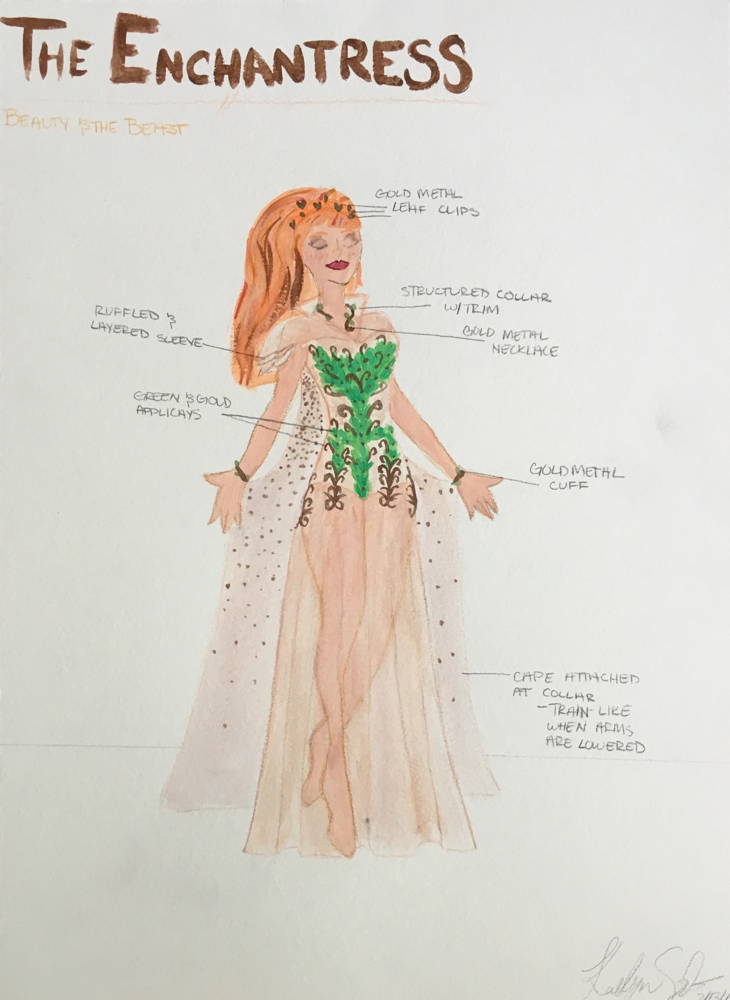 THE ENCHANTRESS
BEAUTY & THE BEAST
GOLD METAL
LEAF CLIPS
STRUCTURED COLLAR
W/TRIM
RUFFLED &
LAYERED SLEEVE
GOLD METAL
NECKLACE
GREEN & GOLD
APPLICAYS
GOLD METAL
CUFF
CAPE ATTACHED
AT COLLAR
- TRAIN-LIKE
WHEN ARMS
ARE LOWERED